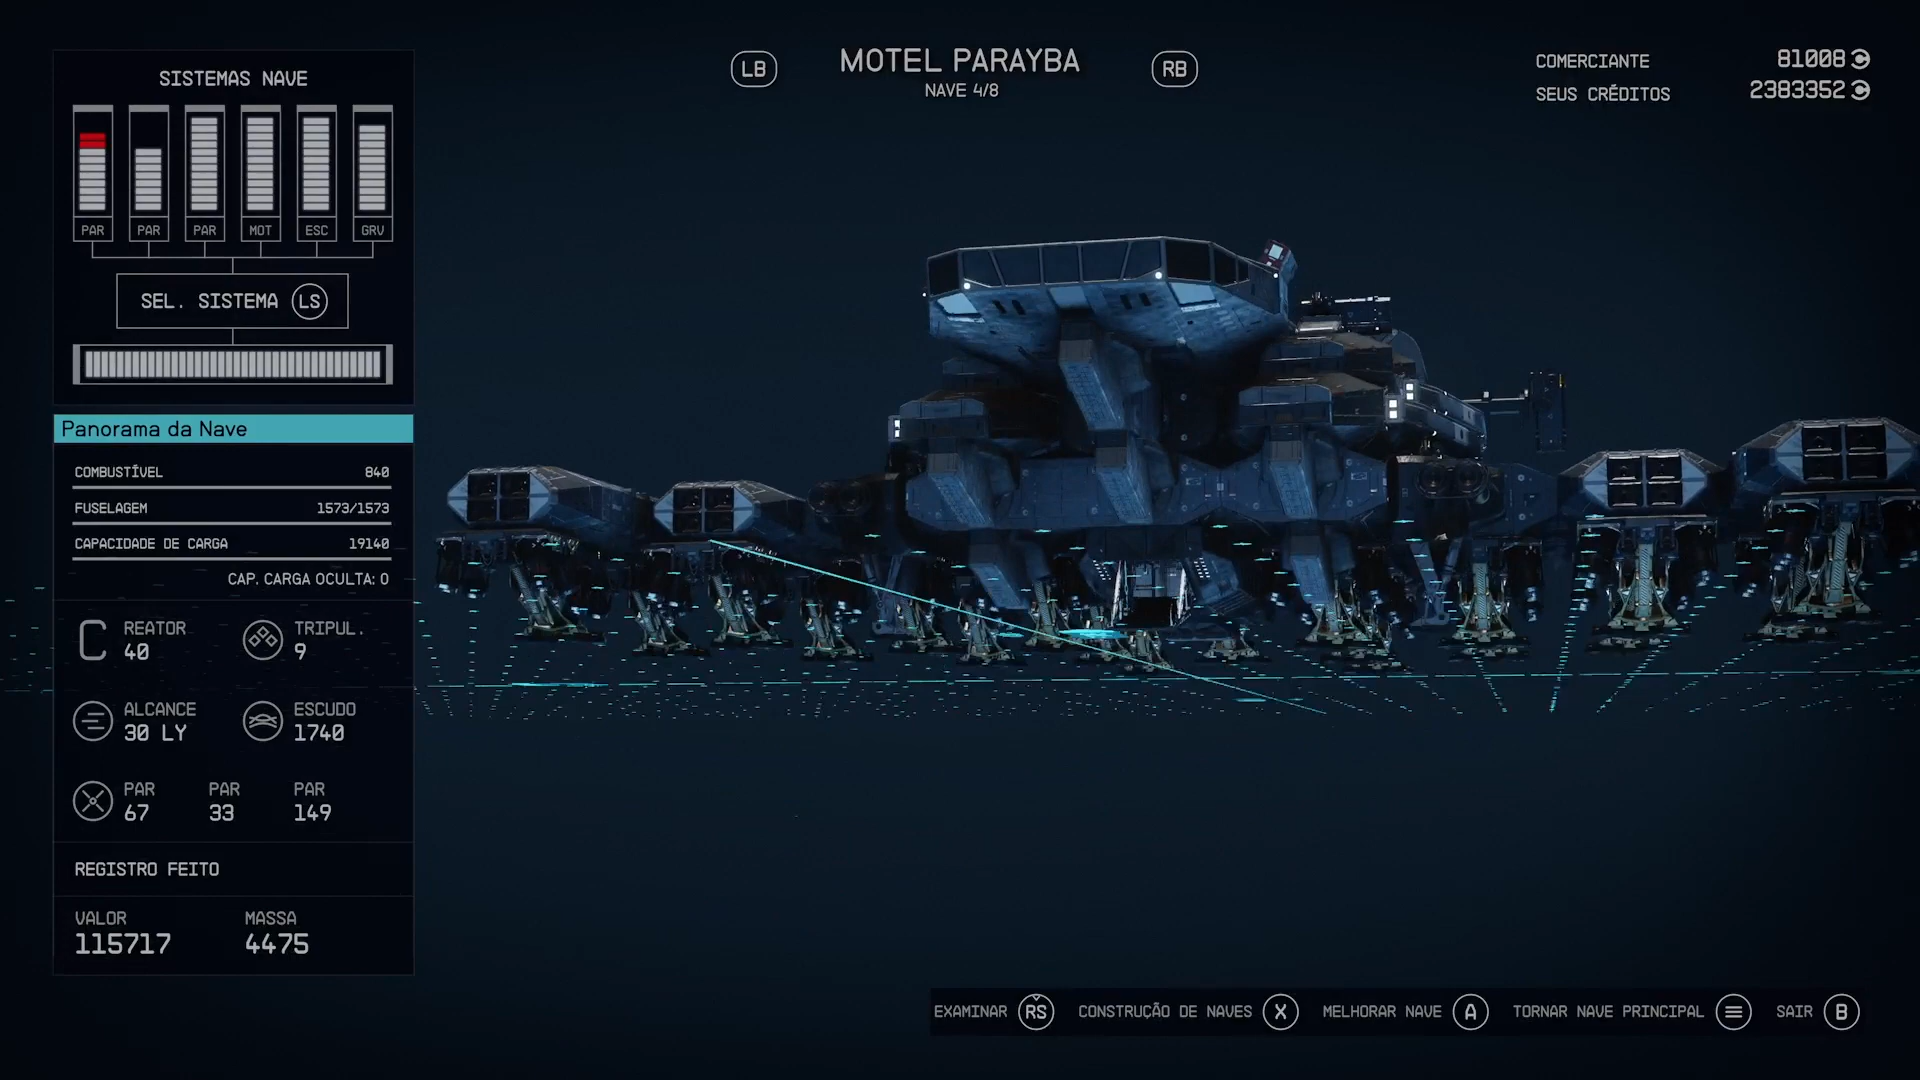 SISTEMAS NAVE
PAR PAR PAR MOT ESC GRV
SEL. SISTEMA LS
Panorama da Nave
COMBUSTÍVEL 840
FUSELAGEM 1573/1573
CAPACIDADE DE CARGA 19140
CAP. CARGA OCULTA: 0
C REATOR 40
TRIPUL. 9
ALCANCE 30 LY
ESCUDO 1740
PAR 67
PAR 33
PAR 149
REGISTRO FEITO
VALOR 115717
MASSA 4475
LB MOTEL PARAYBA RB
NAVE 4/8
COMERCIANTE 81008
SEUS CRÉDITOS 2383352
EXAMINAR RS CONSTRUÇÃO DE NAVES X MELHORAR NAVE A TORNAR NAVE PRINCIPAL SAIR B